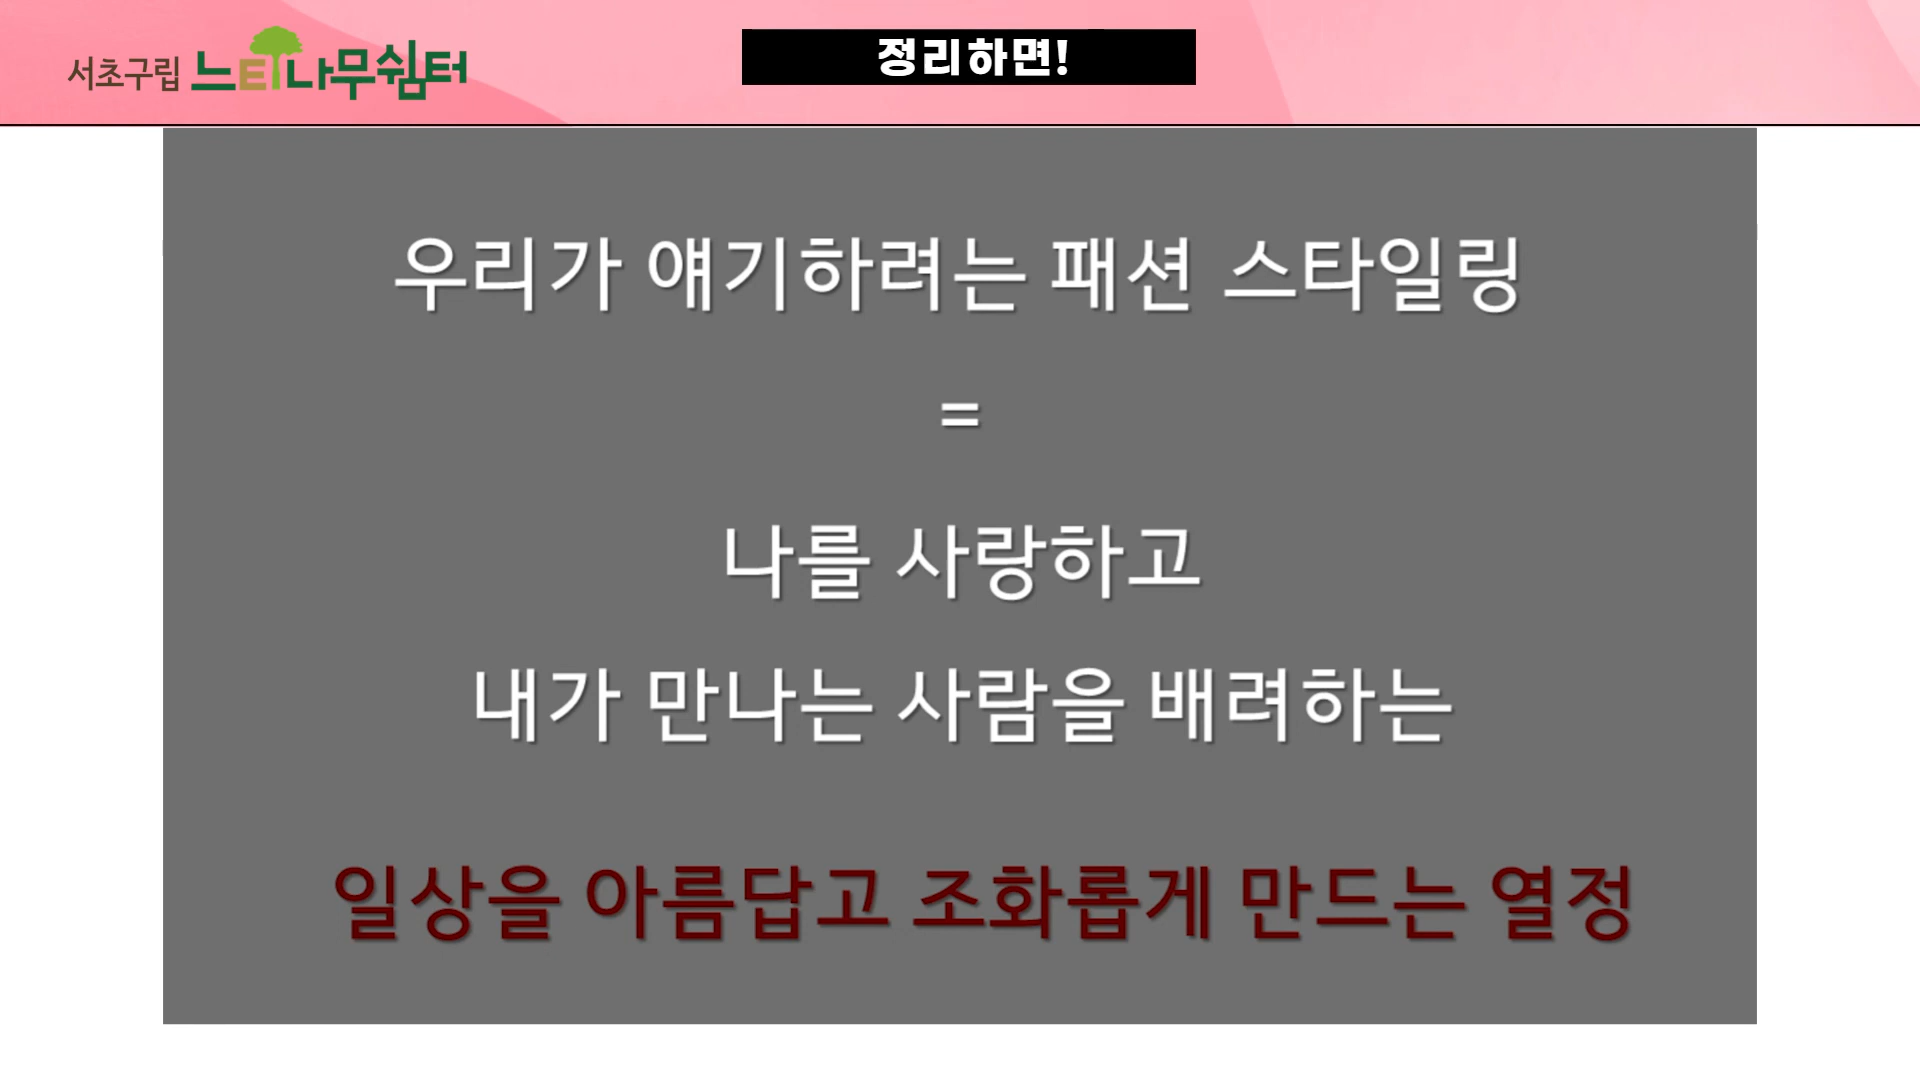 서초구립 느티나무쉼터
정리하면!
우리가 얘기하려는 패션 스타일링
=
나를 사랑하고
내가 만나는 사람을 배려하는
일상을 아름답고 조화롭게 만드는 열정